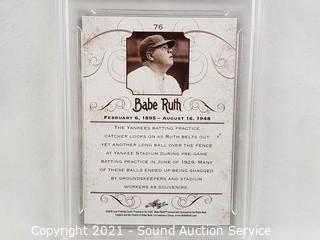 76
Babe Ruth
February 6, 1895 - August 16, 1948
The Yankees batting practice
catcher looks on as Ruth belts out
yet another long ball over the fence
at Yankee Stadium during pre-game
batting practice in June of 1929. Many
of these balls ended up being shagged
by groundskeepers and stadium
workers as souvenirs.
Leaf
Copyright 2021 - Sound Auction Service